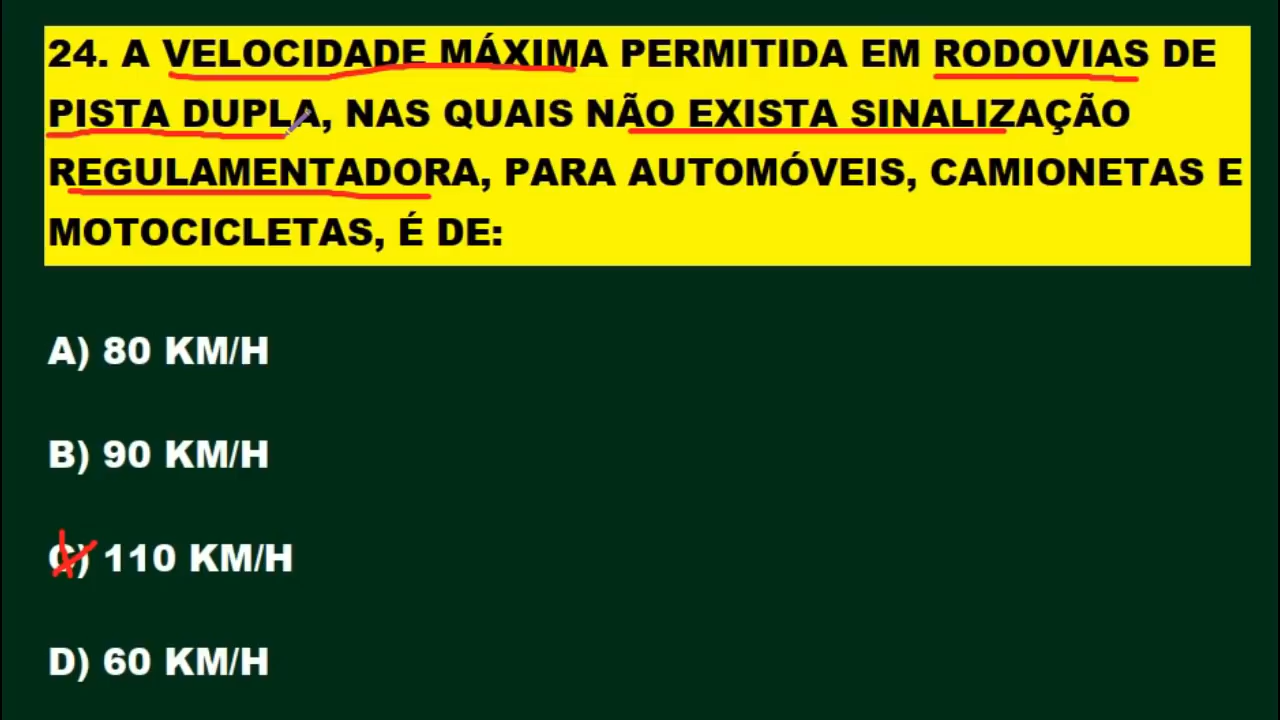 24. A VELOCIDADE MÁXIMA PERMITIDA EM RODOVIAS DE
PISTA DUPLA, NAS QUAIS NÃO EXISTA SINALIZAÇÃO
REGULAMENTADORA, PARA AUTOMÓVEIS, CAMIONETAS E
MOTOCICLETAS, É DE:
A) 80 KM/H
B) 90 KM/H
C) 110 KM/H
D) 60 KM/H